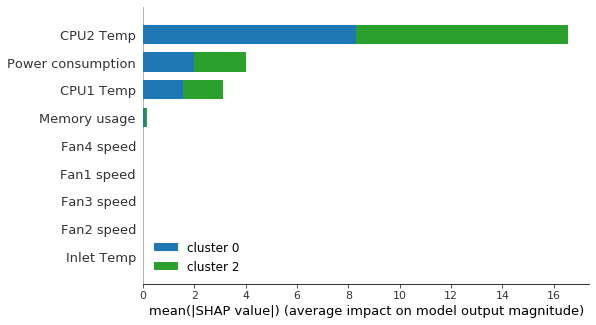 CPU2 Temp
Power consumption
CPU1 Temp
Memory usage
Fan4 speed
Fan1 speed
Fan3 speed
Fan2 speed
Inlet Temp
cluster 0
cluster 2
0 2 4 6 8 10 12 14 16
mean(|SHAP value|) (average impact on model output magnitude)